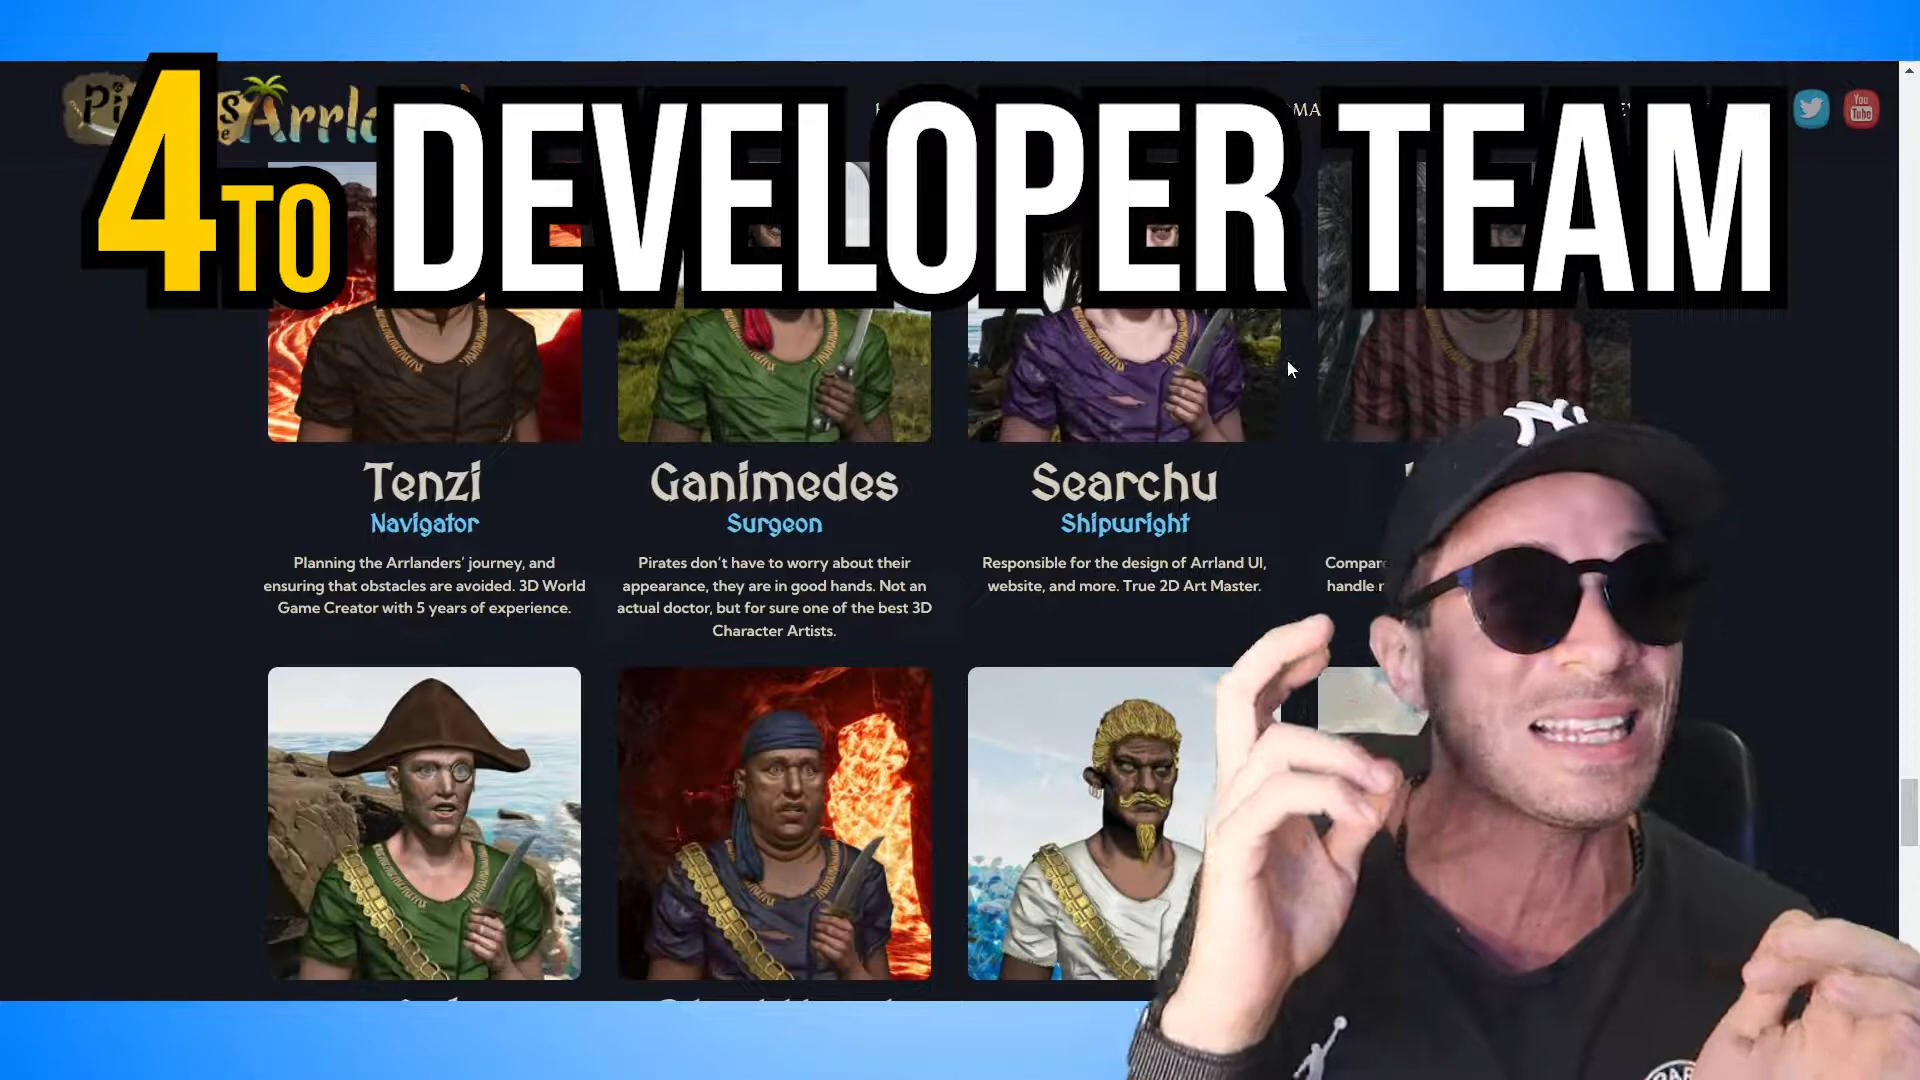 4 TO DEVELOPER TEAM
You
Tube
Tenzi
Navigator
Planning the Arrlanders' journey, and
ensuring that obstacles are avoided. 3D World
Game Creator with 5 years of experience.
Ganimedes
Surgeon
Pirates don't have to worry about their
appearance, they are in good hands. Not an
actual doctor, but for sure one of the best 3D
Character Artists.
Searchu
Shipwright
Responsible for the design of Arrland UI,
website, and more. True 2D Art Master.
handle